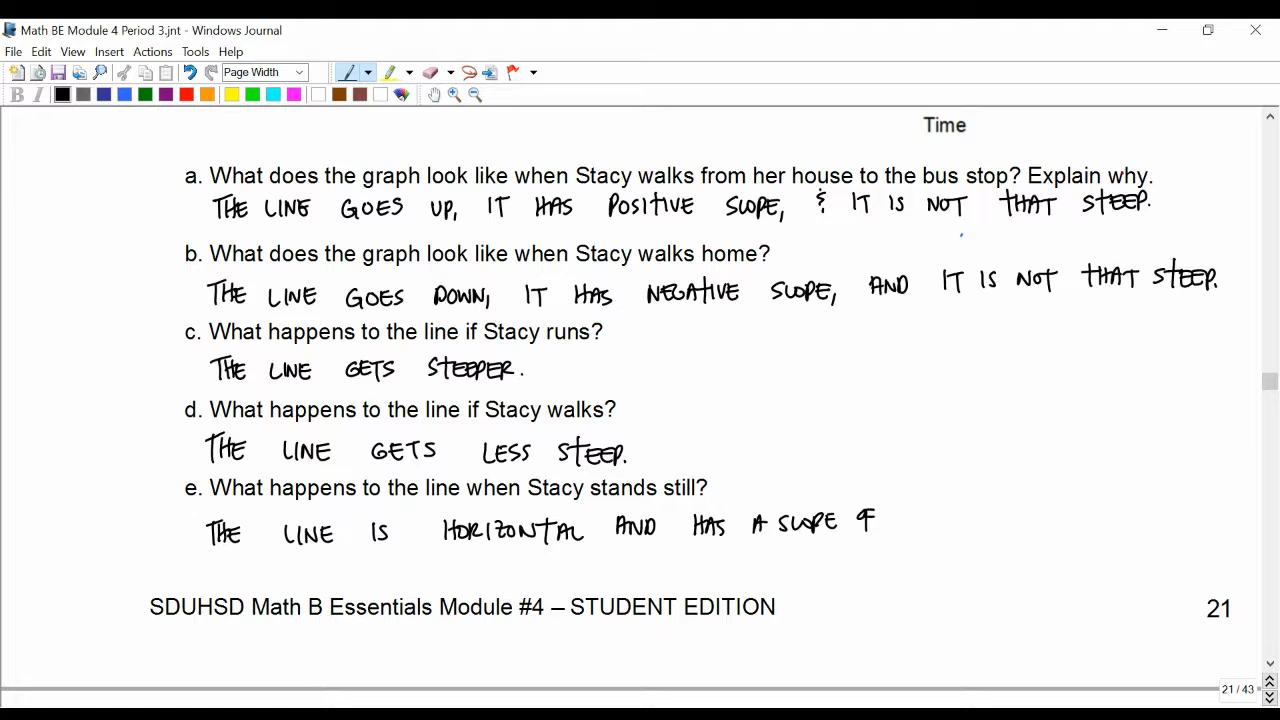 Math BE Module 4 Period 3.jnt - Windows Journal
File Edit View Insert Actions Tools Help
Page Width
B I
Time
a. What does the graph look like when Stacy walks from her house to the bus stop? Explain why.
THE LINE GOES UP, IT HAS POSITIVE SLOPE, & IT IS NOT THAT STEEP.
b. What does the graph look like when Stacy walks home?
THE LINE GOES DOWN, IT HAS NEGATIVE SLOPE, AND IT IS NOT THAT STEEP.
c. What happens to the line if Stacy runs?
THE LINE GETS STEEPER.
d. What happens to the line if Stacy walks?
THE LINE GETS LESS STEEP.
e. What happens to the line when Stacy stands still?
THE LINE IS HORIZONTAL AND HAS A SLOPE OF
SDUHSD Math B Essentials Module #4 – STUDENT EDITION 21
21 / 43